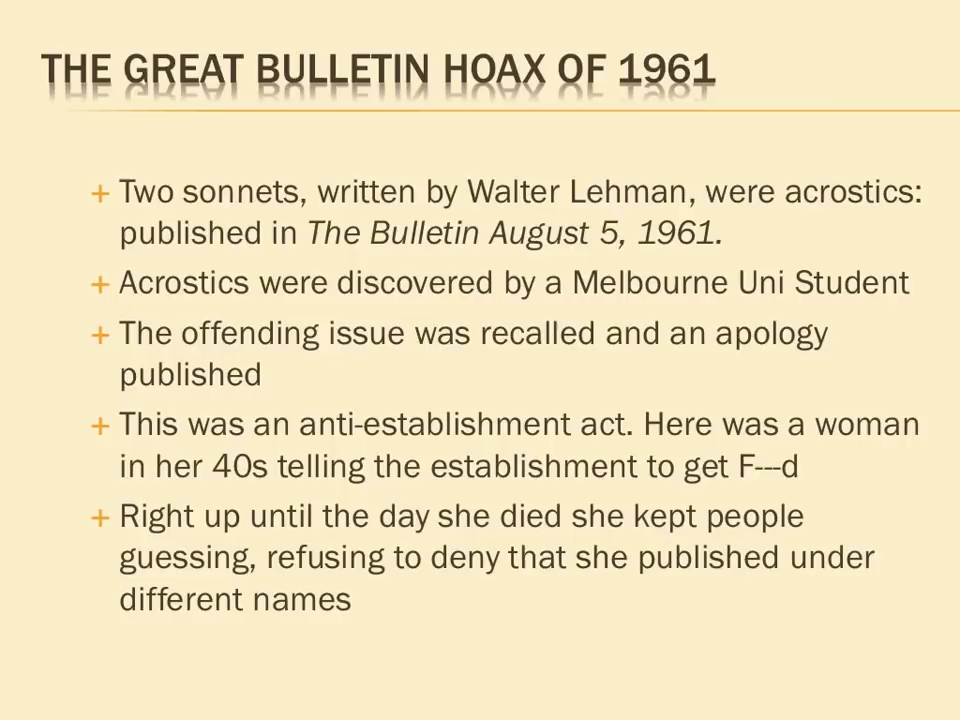 THE GREAT BULLETIN HOAX OF 1961
+ Two sonnets, written by Walter Lehman, were acrostics:
published in The Bulletin August 5, 1961.
+ Acrostics were discovered by a Melbourne Uni Student
+ The offending issue was recalled and an apology
published
+ This was an anti-establishment act. Here was a woman
in her 40s telling the establishment to get F---d
+ Right up until the day she died she kept people
guessing, refusing to deny that she published under
different names